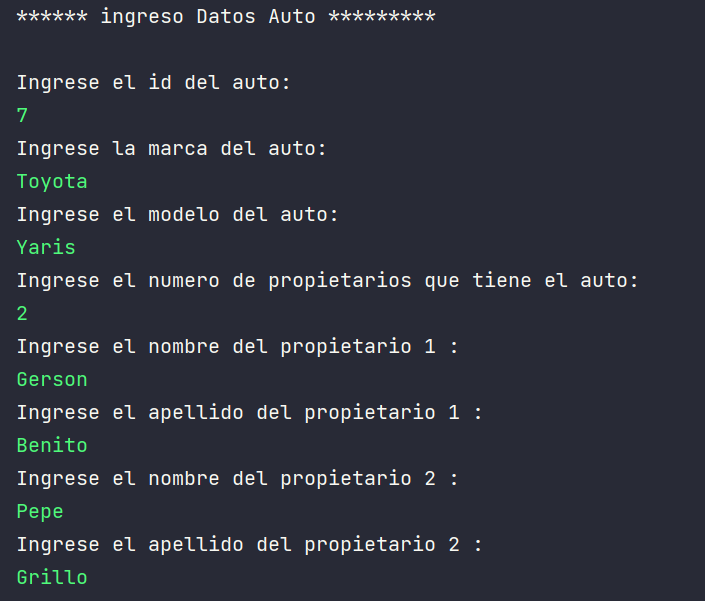 ****** ingreso Datos Auto *********
Ingrese el id del auto:
7
Ingrese la marca del auto:
Toyota
Ingrese el modelo del auto:
Yaris
Ingrese el numero de propietarios que tiene el auto:
2
Ingrese el nombre del propietario 1 :
Gerson
Ingrese el apellido del propietario 1 :
Benito
Ingrese el nombre del propietario 2 :
Pepe
Ingrese el apellido del propietario 2 :
Grillo